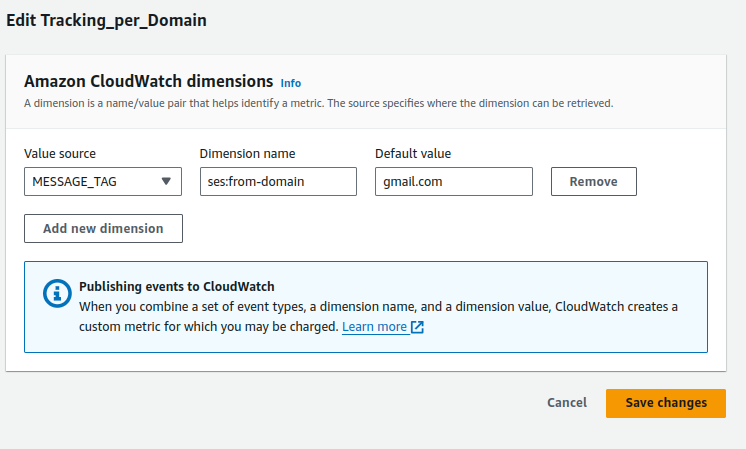 Edit Tracking_per_Domain
Amazon CloudWatch dimensions Info
A dimension is a name/value pair that helps identify a metric. The source specifies where the dimension can be retrieved.
Value source Dimension name Default value
MESSAGE_TAG ses:from-domain gmail.com Remove
Add new dimension
Publishing events to CloudWatch
When you combine a set of event types, a dimension name, and a dimension value, CloudWatch creates a
custom metric for which you may be charged. Learn more
Cancel Save changes